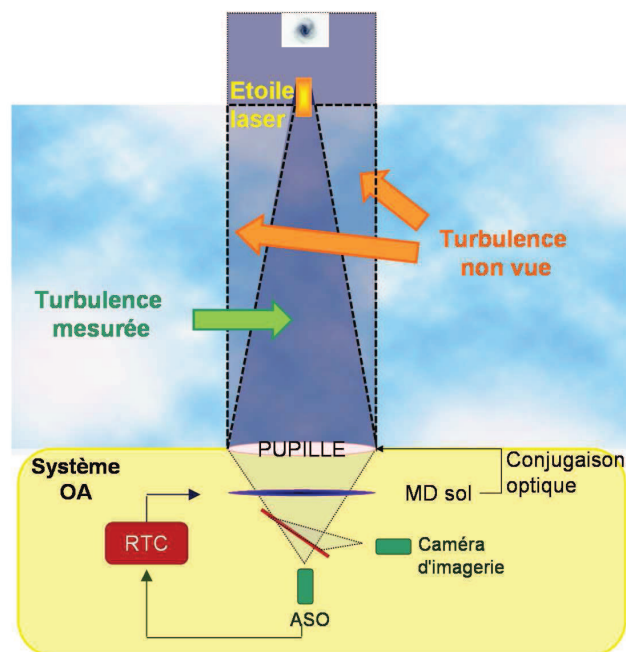 Etoile
laser
Turbulence
non vue
Turbulence
mesurée
PUPILLE
Système
OA
Conjugaison
optique
MD sol
RTC
Caméra
d'imagerie
ASO